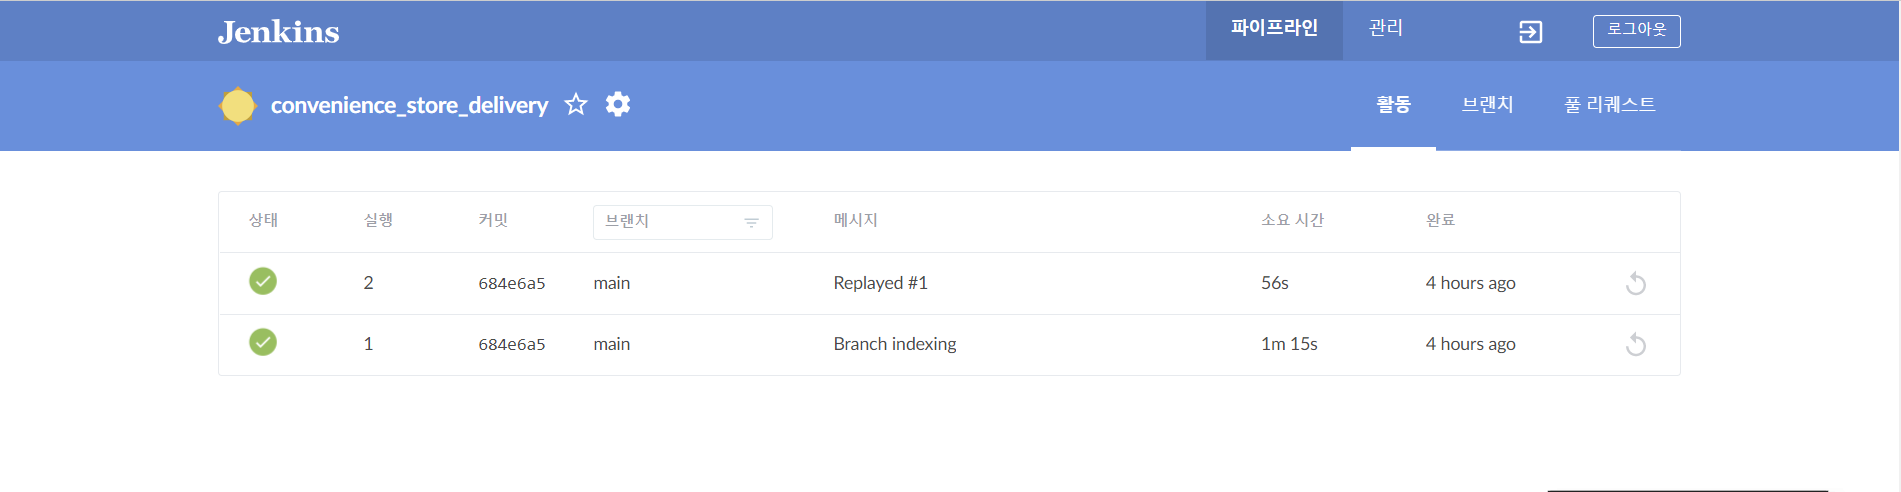 Jenkins 파이프라인 관리 로그아웃
convenience_store_delivery 활동 브랜치 풀 리퀘스트
상태 실행 커밋 브랜치 메시지 소요 시간 완료
2 684e6a5 main Replayed #1 56s 4 hours ago
1 684e6a5 main Branch indexing 1m 15s 4 hours ago